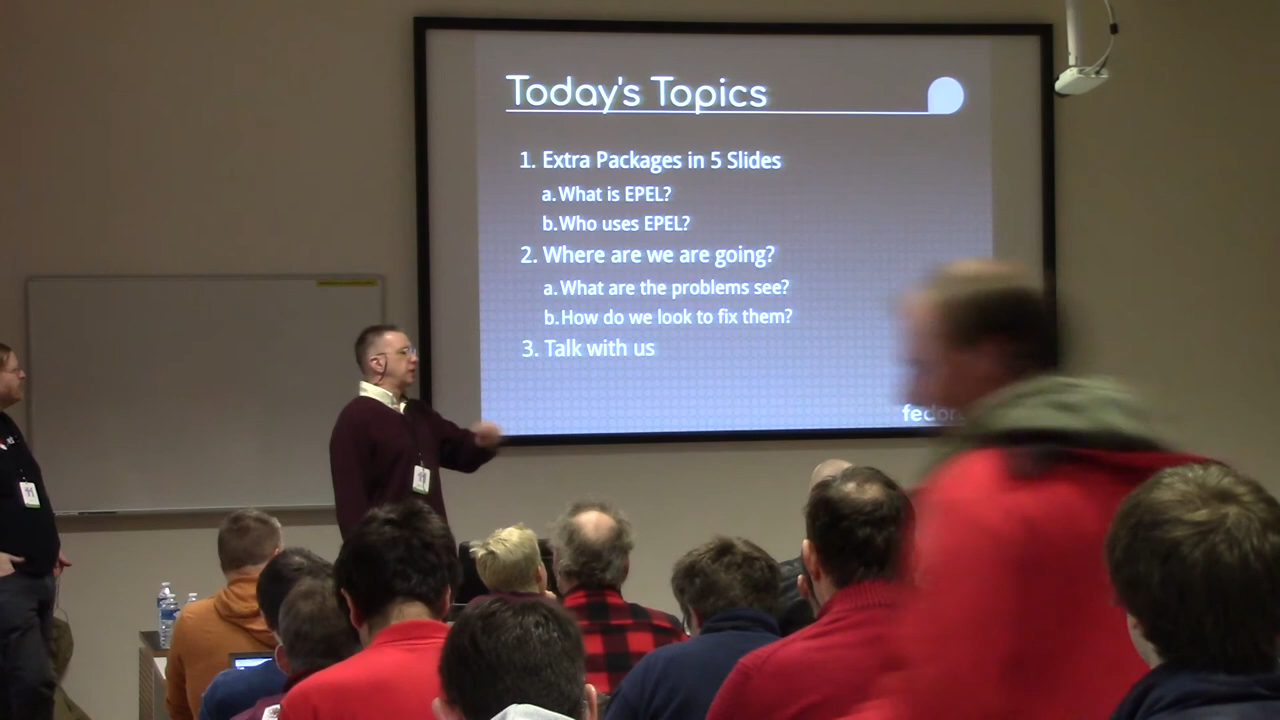 Today's Topics
1. Extra Packages in 5 Slides
a. What is EPEL?
b. Who uses EPEL?
2. Where are we are going?
a. What are the problems see?
b. How do we look to fix them?
3. Talk with us
fedora